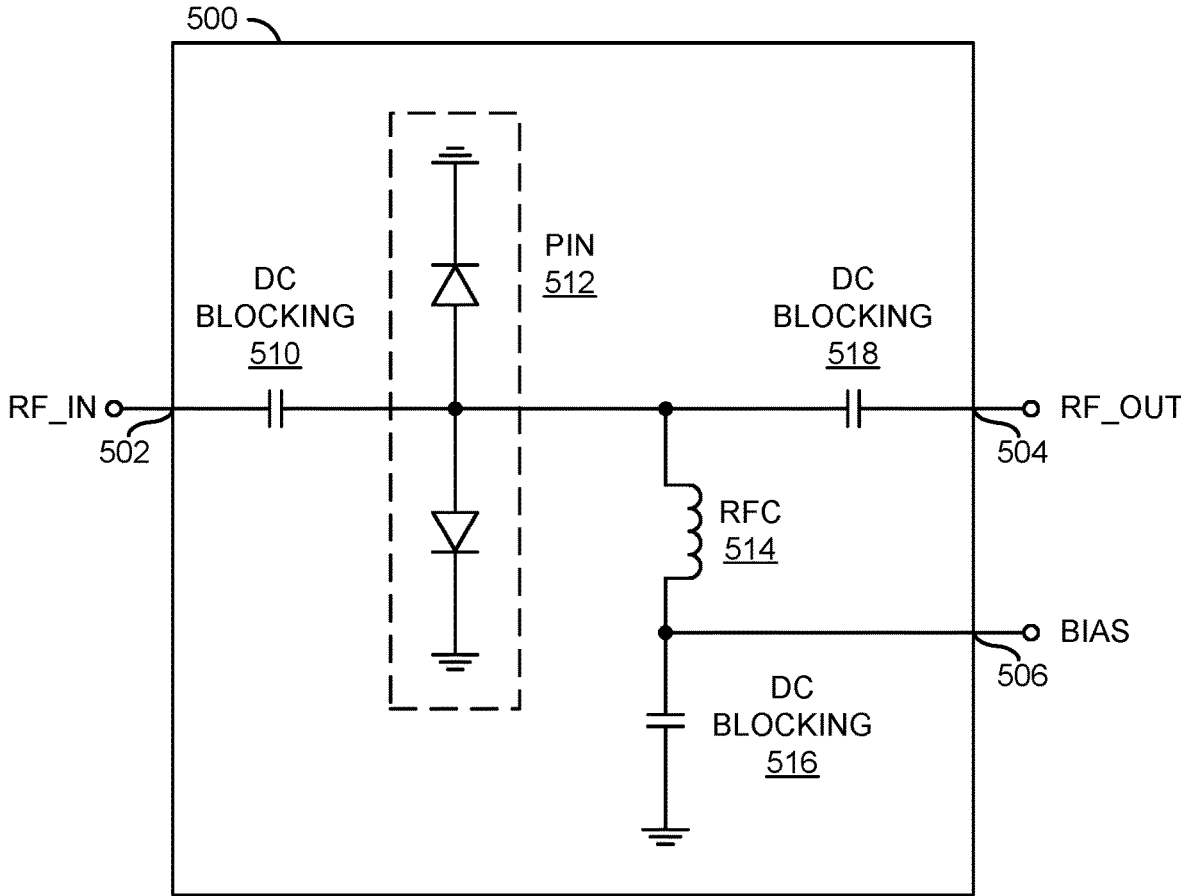 500
PIN
512
DC
BLOCKING
510
DC
BLOCKING
518
RF_IN
502
RF_OUT
504
RFC
514
BIAS
506
DC
BLOCKING
516